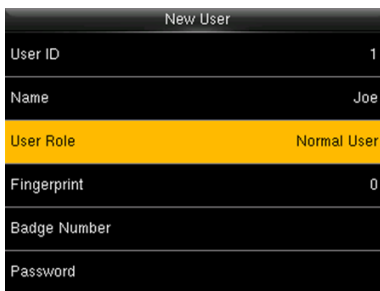 New User
User ID 1
Name Joe
User Role Normal User
Fingerprint 0
Badge Number
Password